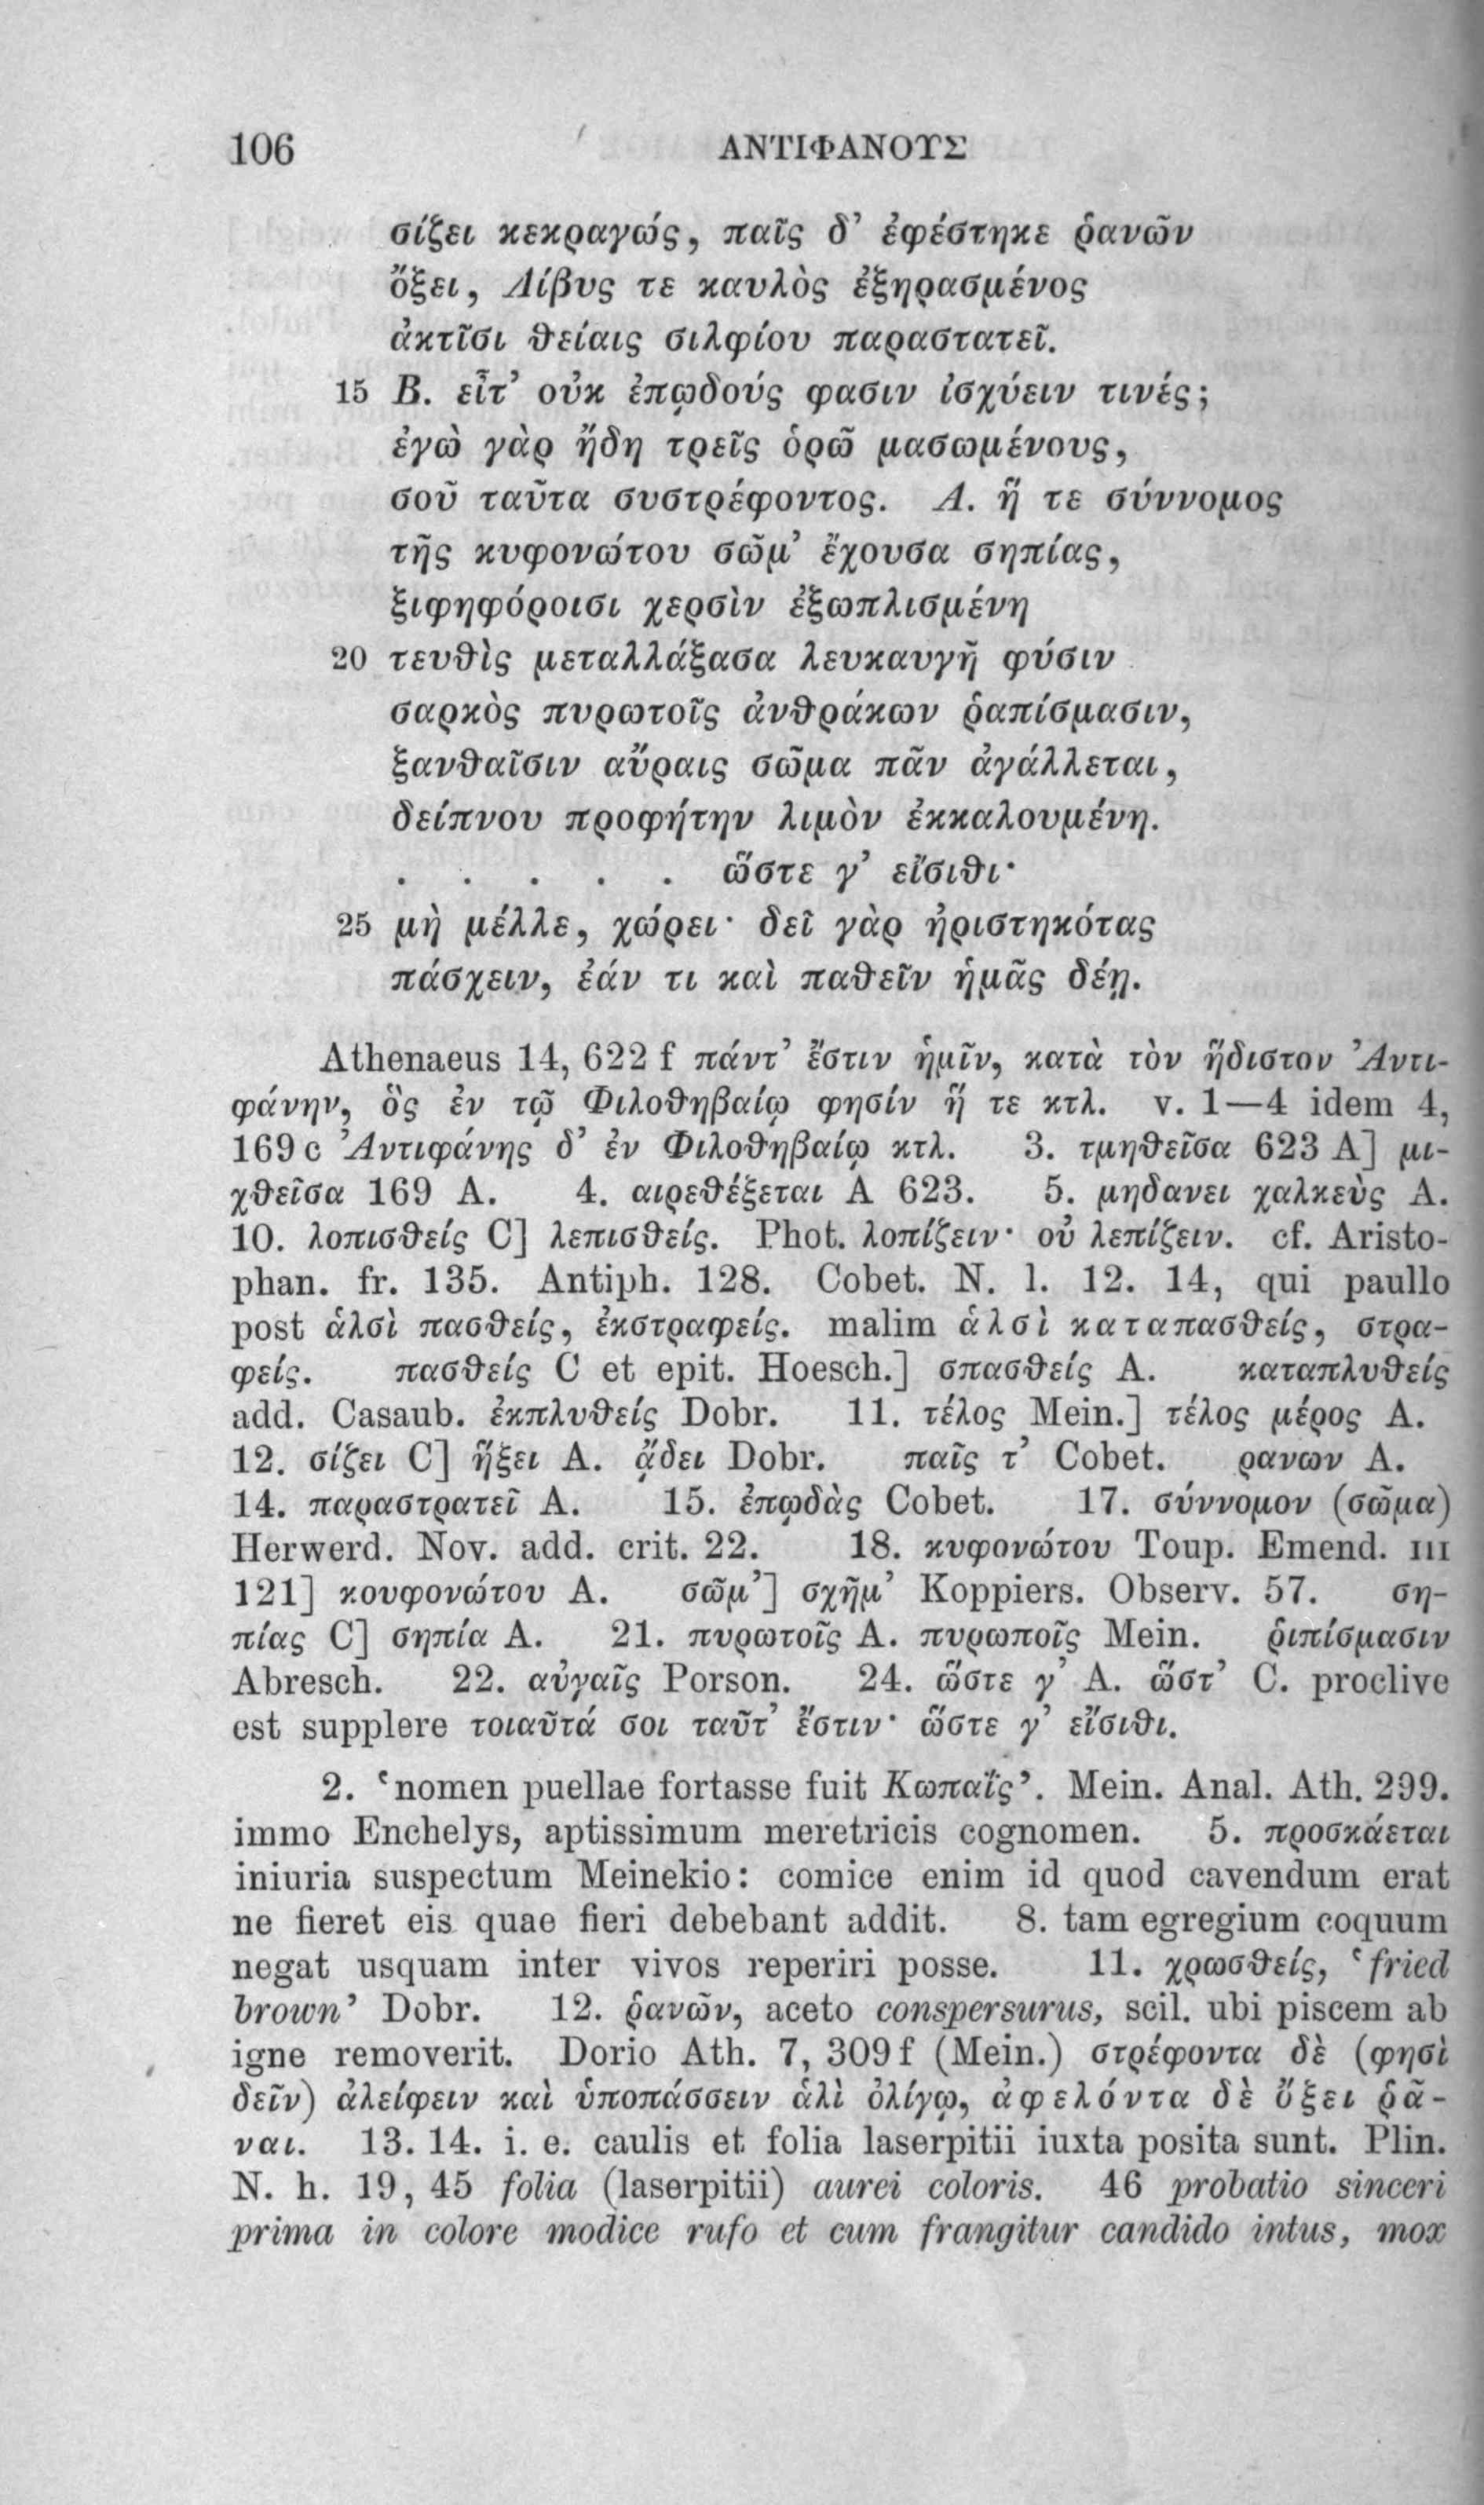 106 ΑΝΤΙΦΑΝΟΥΣ
σίζει κεκραγώς, παῖς δ’ ἐφέστηκε ῥανῶν
ὄξει, Λίβυς τε καυλὸς ἐξηρασμένος
ἀκτῖσι θείαις σιλφίου παραστατεῖ.
15 B. εἶτ’ οὐκ ἐπῳδούς φασιν ἰσχύειν τινές;
ἐγὼ γὰρ ἤδη τρεῖς ὁρῶ μασωμένους,
σοῦ ταῦτα συστρέφοντος. A. ἥ τε σύννομος
τῆς κυφονώτου σῶμ’ ἔχουσα σηπίας,
ξιφηφόροισι χερσὶν ἐξωπλισμένη
20 τευθὶς μεταλλάξασα λευκαυγῆ φύσιν
σαρκὸς πυρωτοῖς ἀνθράκων ῥαπίσμασιν,
ξανθαῖσιν αὔραις σῶμα πᾶν ἀγάλλεται,
δείπνου προφήτην λιμὸν ἐκκαλουμένη.
. . . . . ὥστε γ’ εἴσιθι·
25 μὴ μέλλε, χώρει· δεῖ γὰρ ἠριστηκότας
πάσχειν, ἐάν τι καὶ παθεῖν ἡμᾶς δέῃ.
Athenaeus 14, 622 f πάντ’ ἔστιν ἡμῖν, κατὰ τὸν ἥδιστον Ἀντι-
φάνην, ὃς ἐν τῷ Φιλοθηβαίῳ φησίν ἥ τε κτλ. v. 1—4 idem 4,
169 c Ἀντιφάνης δ’ ἐν Φιλοθηβαίῳ κτλ. 3. τμηθεῖσα 623 A] μι-
χθεῖσα 169 A. 4. αιρεθέξεται A 623. 5. μηδανει χαλκεὺς A.
10. λοπισθείς C] λεπισθείς. Phot. λοπίζειν· οὐ λεπίζειν. cf. Aristo-
phan. fr. 135. Antiph. 128. Cobet. N. l. 12. 14, qui paullo
post ἁλσὶ πασθείς, ἐκστραφείς. malim ἁλσὶ καταπασθείς, στρα-
φείς. πασθείς C et epit. Hoesch.] σπασθείς A. καταπλυθείς
add. Casaub. ἐκπλυθείς Dobr. 11. τέλος Mein.] τέλος μέρος A.
12. σίζει C] ἥξει A. ᾄδει Dobr. παῖς τ’ Cobet. ρανων A.
14. παραστρατεῖ A. 15. ἐπῳδὰς Cobet. 17. σύννομον (σῶμα)
Herwerd. Nov. add. crit. 22. 18. κυφονώτου Toup. Emend. III
121] κουφονώτου A. σῶμ’] σχῆμ’ Koppiers. Observ. 57. ση-
πίας C] σηπία A. 21. πυρωτοῖς A. πυρωποῖς Mein. ῥιπίσμασιν
Abresch. 22. αὐγαῖς Porson. 24. ὥστε γ’ A. ὥστ’ C. proclive
est supplere τοιαῦτά σοι ταῦτ’ ἔστιν· ὥστε γ’ εἴσιθι.
2. ‘nomen puellae fortasse fuit Κωπαΐς’. Mein. Anal. Ath. 299.
immo Enchelys, aptissimum meretricis cognomen. 5. προσκάεται
iniuria suspectum Meinekio: comice enim id quod cavendum erat
ne fieret eis quae fieri debebant addit. 8. tam egregium coquum
negat usquam inter vivos reperiri posse. 11. χρωσθείς, ‘fried
brown’ Dobr. 12. ῥανῶν, aceto conspersurus, scil. ubi piscem ab
igne removerit. Dorio Ath. 7, 309 f (Mein.) στρέφοντα δὲ (φησὶ
δεῖν) ἀλείφειν καὶ ὑποπάσσειν ἁλὶ ὀλίγῳ, ἀφελόντα δὲ ὄξει ῥᾶ-
ναι. 13. 14. i. e. caulis et folia laserpitii iuxta posita sunt. Plin.
N. h. 19, 45 folia (laserpitii) aurei coloris. 46 probatio sinceri
prima in colore modice rufo et cum frangitur candido intus, mox